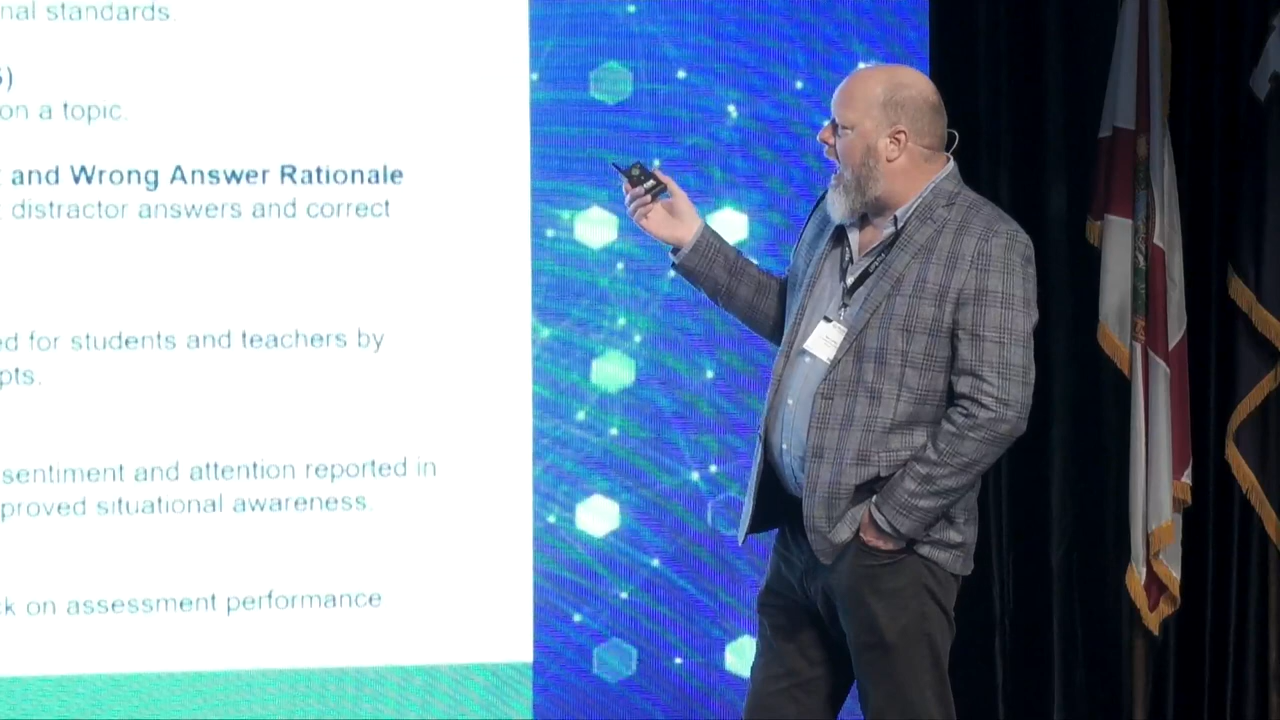 nal standards.
)
on a topic.
and Wrong Answer Rationale
distractor answers and correct
ed for students and teachers by
pts.
sentiment and attention reported in
proved situational awareness.
k on assessment performance